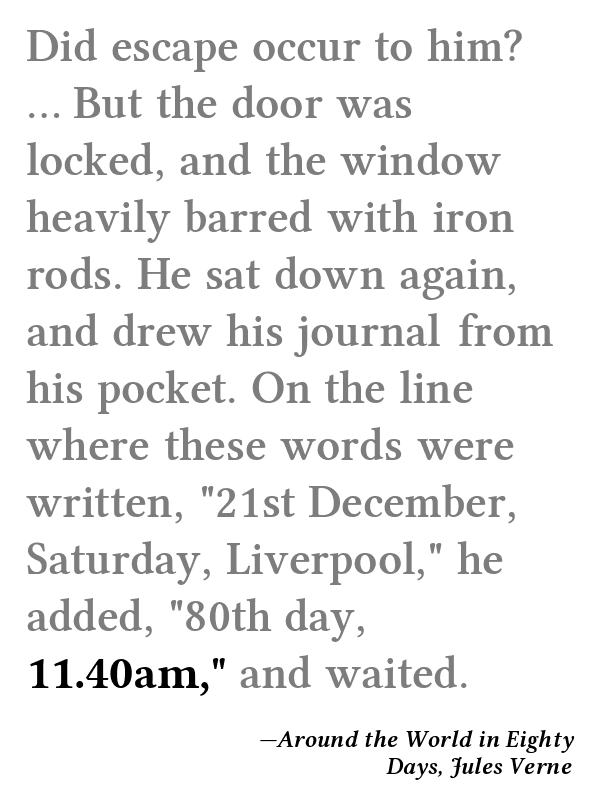 Did escape occur to him?
... But the door was
locked, and the window
heavily barred with iron
rods. He sat down again,
and drew his journal from
his pocket. On the line
where these words were
written, "21st December,
Saturday, Liverpool," he
added, "80th day,
11.40am," and waited.
—Around the World in Eighty
Days, Jules Verne